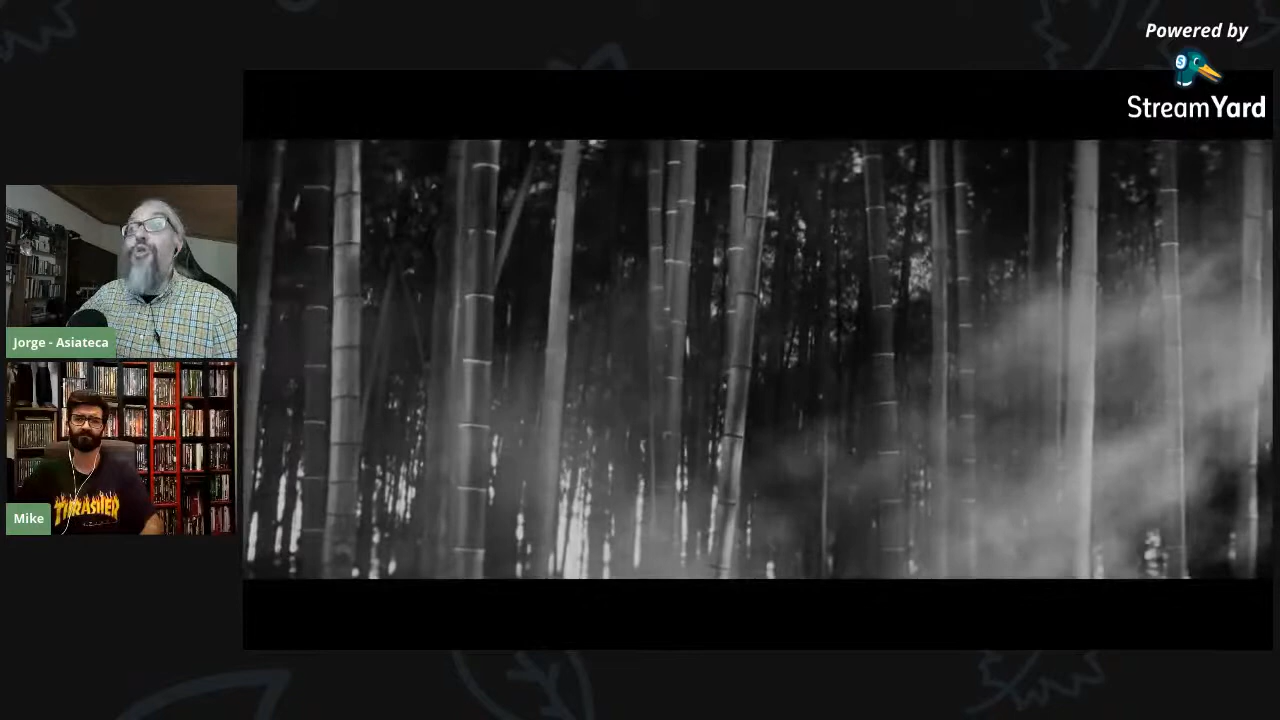 Powered by
StreamYard
Jorge - Asiateca
Mike
THRASHER